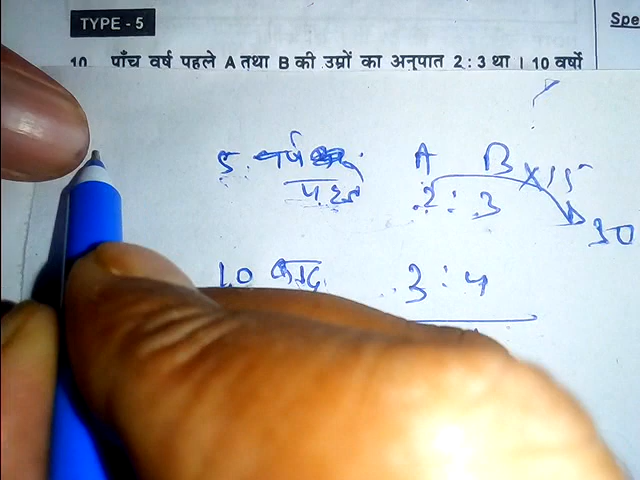 TYPE - 5
Spe
10. पाँच वर्ष पहले A तथा B की उम्रों का अनुपात 2 : 3 था । 10 वर्षों
5 वर्ष A B ×15
पहले 2 : 3 30
10 बाद 3 : 4